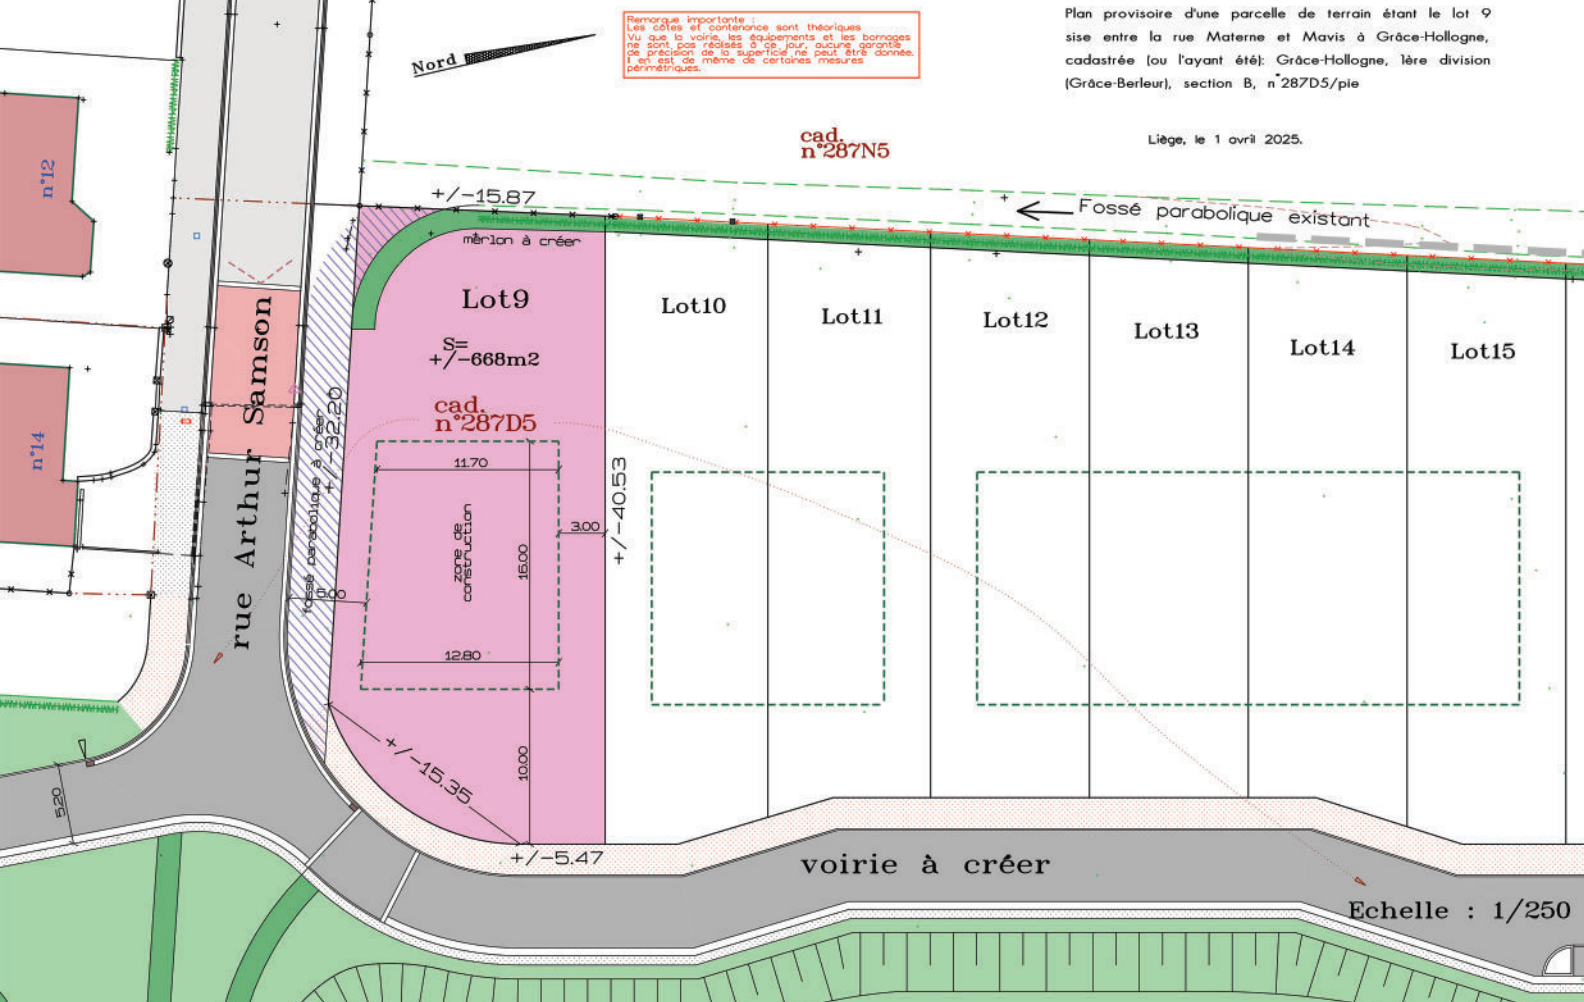 Remarque importante :
Les côtes et contenance sont théoriques
Vu que la voirie, les équipements et les bornages
ne sont pas réalisés à ce jour, aucune garantie
de précision de la superficie ne peut être donnée.
Il en est de même de certaines mesures
périmétriques.
Plan provisoire d'une parcelle de terrain étant le lot 9
sise entre la rue Materne et Mavis à Grâce-Hollogne,
cadastrée (ou l'ayant été): Grâce-Hollogne, 1ère division
(Grâce-Berleur), section B, n°287D5/pie
Liège, le 1 avril 2025.
Nord
cad.
n°287N5
n°12
+/-15.87
Fossé parabolique existant
merlon à créer
Lot9
Lot10
Lot11
Lot12
Lot13
Lot14
Lot15
S=
+/-668m2
cad.
n°287D5
rue Arthur Samson
fossé parabolique à créer
+/-32.20
n°14
11.70
zone de
construction
16.00
3.00
+/-40.53
6.00
12.80
+/-15.35
10.00
5.20
+/-5.47
voirie à créer
Echelle : 1/250